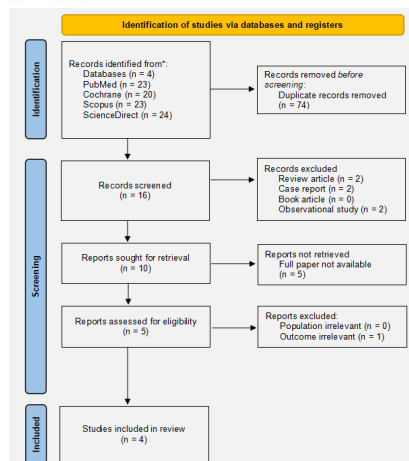 Identification of studies via databases and registers
Identification
Records identified from*:
Databases (n = 4)
PubMed (n = 23)
Cochrane (n = 20)
Scopus (n = 23)
ScienceDirect (n = 24)
Records removed before
screening:
Duplicate records removed
(n = 74)
Screening
Records screened
(n = 16)
Records excluded
Review article (n = 2)
Case report (n = 2)
Book article (n = 0)
Observational study (n = 2)
Reports sought for retrieval
(n = 10)
Reports not retrieved
Full paper not available
(n = 5)
Reports assessed for eligibility
(n = 5)
Reports excluded:
Population irrelevant (n = 0)
Outcome irrelevant (n = 1)
Included
Studies included in review
(n = 4)